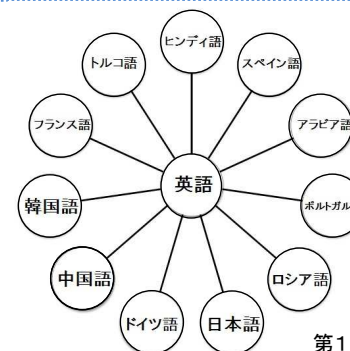 ヒンディ語
トルコ語
スペイン語
フランス語
アラビア語
英語
韓国語
ポルトガル
中国語
ロシア語
ドイツ語
日本語
第1